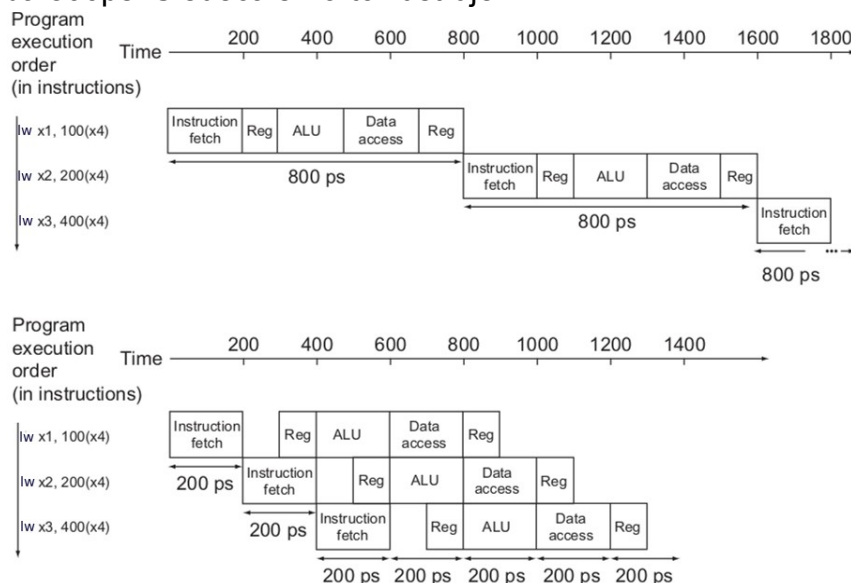 Program
execution
order
(in instructions)
Time
200 400 600 800 1000 1200 1400 1600 1800
lw x1, 100(x4)
Instruction
fetch
Reg
ALU
Data
access
Reg
800 ps
lw x2, 200(x4)
Instruction
fetch
Reg
ALU
Data
access
Reg
800 ps
lw x3, 400(x4)
Instruction
fetch
...
800 ps
Program
execution
order
(in instructions)
Time
200 400 600 800 1000 1200 1400
lw x1, 100(x4)
Instruction
fetch
Reg
ALU
Data
access
Reg
200 ps
lw x2, 200(x4)
Instruction
fetch
Reg
ALU
Data
access
Reg
200 ps
lw x3, 400(x4)
Instruction
fetch
Reg
ALU
Data
access
Reg
200 ps 200 ps 200 ps 200 ps 200 ps